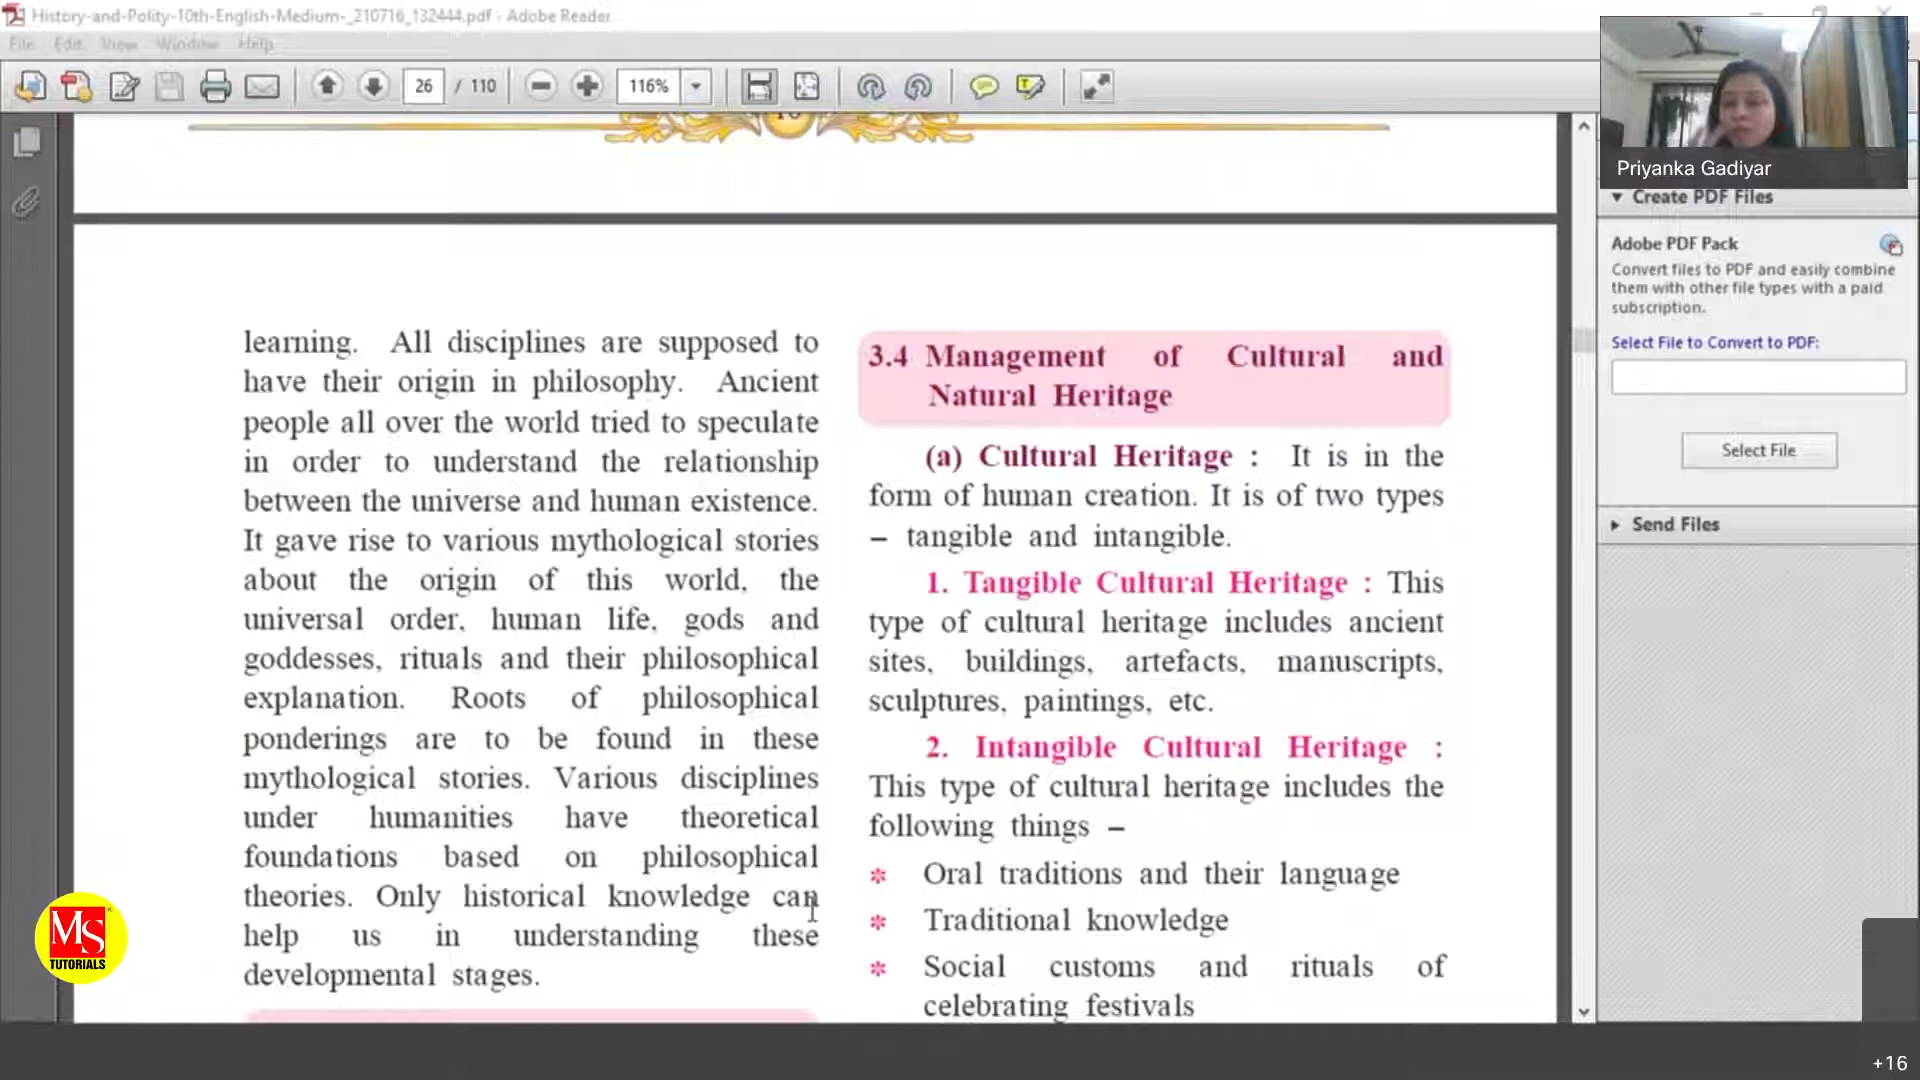 History-and-Polity-10th-English-Medium-_210716_132444.pdf - Adobe Reader
File Edit View Window Help
26 / 110 116%
Priyanka Gadiyar
Create PDF Files
Adobe PDF Pack
Convert files to PDF and easily combine
them with other file types with a paid
subscription.
Select File to Convert to PDF:
Select File
Send Files
learning. All disciplines are supposed to
have their origin in philosophy. Ancient
people all over the world tried to speculate
in order to understand the relationship
between the universe and human existence.
It gave rise to various mythological stories
about the origin of this world, the
universal order, human life, gods and
goddesses, rituals and their philosophical
explanation. Roots of philosophical
ponderings are to be found in these
mythological stories. Various disciplines
under humanities have theoretical
foundations based on philosophical
theories. Only historical knowledge can
help us in understanding these
developmental stages.
3.4 Management of Cultural and
Natural Heritage
(a) Cultural Heritage : It is in the
form of human creation. It is of two types
– tangible and intangible.
1. Tangible Cultural Heritage : This
type of cultural heritage includes ancient
sites, buildings, artefacts, manuscripts,
sculptures, paintings, etc.
2. Intangible Cultural Heritage :
This type of cultural heritage includes the
following things –
* Oral traditions and their language
* Traditional knowledge
* Social customs and rituals of
celebrating festivals
MS
TUTORIALS
+16